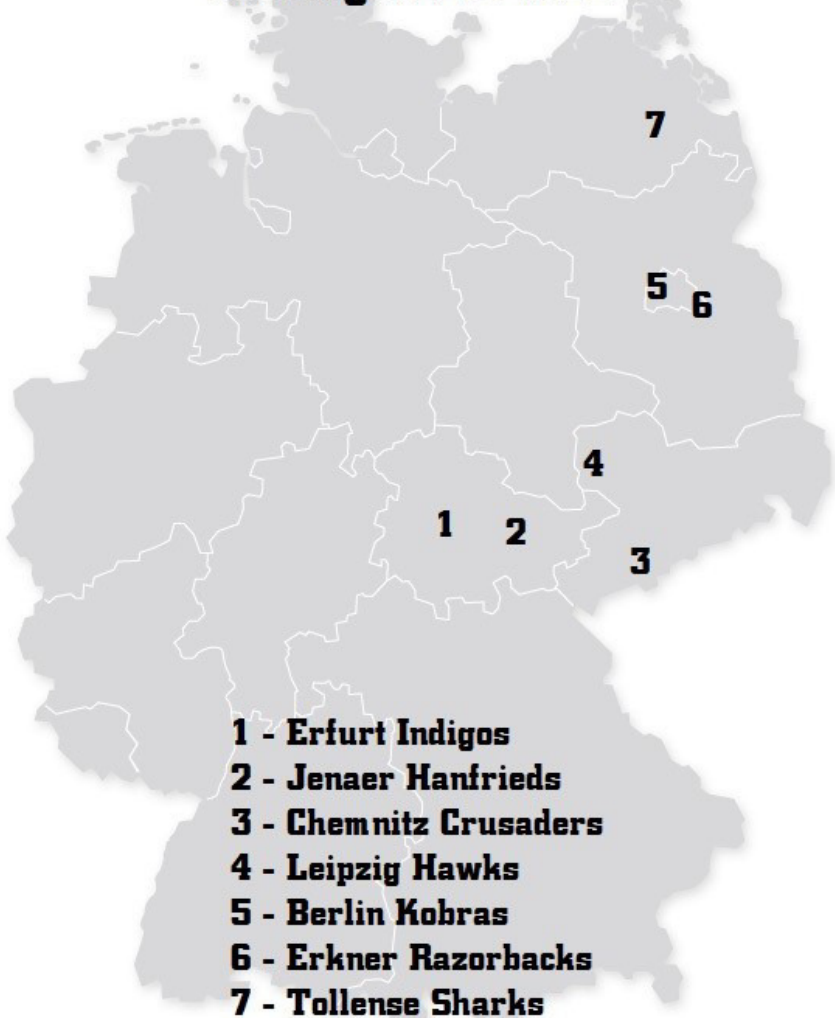 7
5
6
4
1 2
3
1 - Erfurt Indigos
2 - Jenaer Hanfrieds
3 - Chemnitz Crusaders
4 - Leipzig Hawks
5 - Berlin Kobras
6 - Erkner Razorbacks
7 - Tollense Sharks